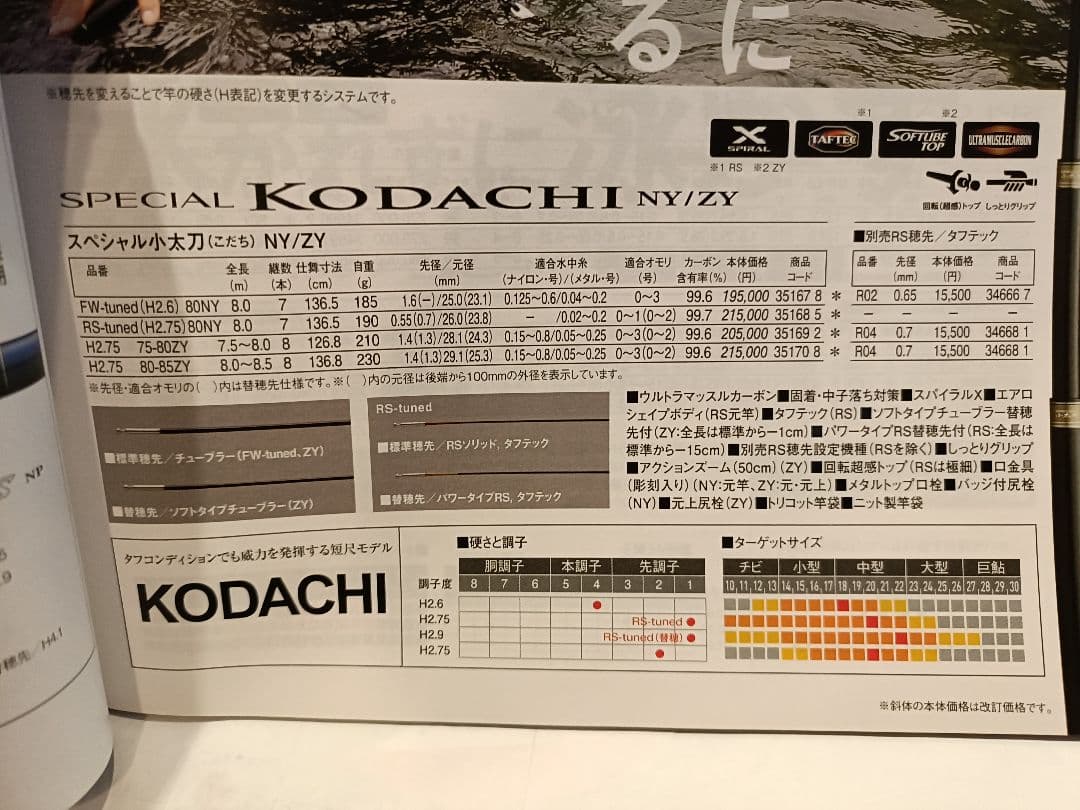 るに
※穂先を変えることで竿の硬さ(H表記)を変更するシステムです。
※1 ※2
X SPIRAL TAFTEC SOFTUBE TOP ULTRAMUSCLECARBON
※1 RS ※2 ZY
回転(超感)トップ しっとりグリップ
SPECIAL KODACHI NY/ZY
スペシャル小太刀(こだち) NY/ZY
品番 全長(m) 継数(本) 仕舞寸法(cm) 自重(g) 先径/元径(mm) 適合水中糸(ナイロン・号)/(メタル・号) 適合オモリ(号) カーボン含有率(%) 本体価格(円) 商品コード
FW-tuned(H2.6) 80NY 8.0 7 136.5 185 1.6(−)/25.0(23.1) 0.125~0.6/0.04~0.2 0~3 99.6 195,000 35167 8 *
RS-tuned(H2.75)80NY 8.0 7 136.5 190 0.55(0.7)/26.0(23.8) − /0.02~0.2 0~1(0~2) 99.7 215,000 35168 5 *
H2.75 75-80ZY 7.5~8.0 8 126.8 210 1.4(1.3)/28.1(24.3) 0.15~0.8/0.05~0.25 0~3(0~2) 99.6 205,000 35169 2 *
H2.75 80-85ZY 8.0~8.5 8 136.8 230 1.4(1.3)29.1(25.3) 0.15~0.8/0.05~0.25 0~3(0~2) 99.6 215,000 35170 8 *
■別売RS穂先/タフテック
品番 先径(mm) 本体価格(円) 商品コード
R02 0.65 15,500 34666 7
− − − −
R04 0.7 15,500 34668 1
R04 0.7 15,500 34668 1
※先径・適合オモリの( )内は替穂先仕様です。※( )内の元径は後端から100mmの外径を表示しています。
■標準穂先/チューブラー(FW-tuned、ZY)
■替穂先/ソフトタイプチューブラー(ZY)
RS-tuned
■標準穂先/RSソリッド、タフテック
■替穂先/パワータイプRS、タフテック
■ウルトラマッスルカーボン■固着・中子落ち対策■スパイラルX■エアロ
シェイプボディ(RS元竿)■タフテック(RS)■ソフトタイプチューブラー替穂
先付(ZY:全長は標準から−1cm)■パワータイプRS替穂先付(RS:全長は
標準から−15cm)■別売RS穂先設定機種(RSを除く)■しっとりグリップ
■アクションズーム(50cm)(ZY)■回転超感トップ(RSは極細)■口金具
(彫刻入り)(NY:元竿、ZY:元・元上)■メタルトップ口栓■バッジ付尻栓
(NY)■元上尻栓(ZY)■トリコット竿袋■ニット製竿袋
タフコンディションでも威力を発揮する短尺モデル
KODACHI
■硬さと調子
胴調子 本調子 先調子
調子度 8 7 6 5 4 3 2 1
H2.6
H2.75 RS-tuned
H2.9 RS-tuned(替穂)
H2.75
■ターゲットサイズ
チビ 小型 中型 大型 巨鮎
10,11,12,13 14,15,16,17 18,19,20,21,22 23,24,25,26 27,28,29,30
※斜体の本体価格は改訂価格です。
NP
穂先/H4.1